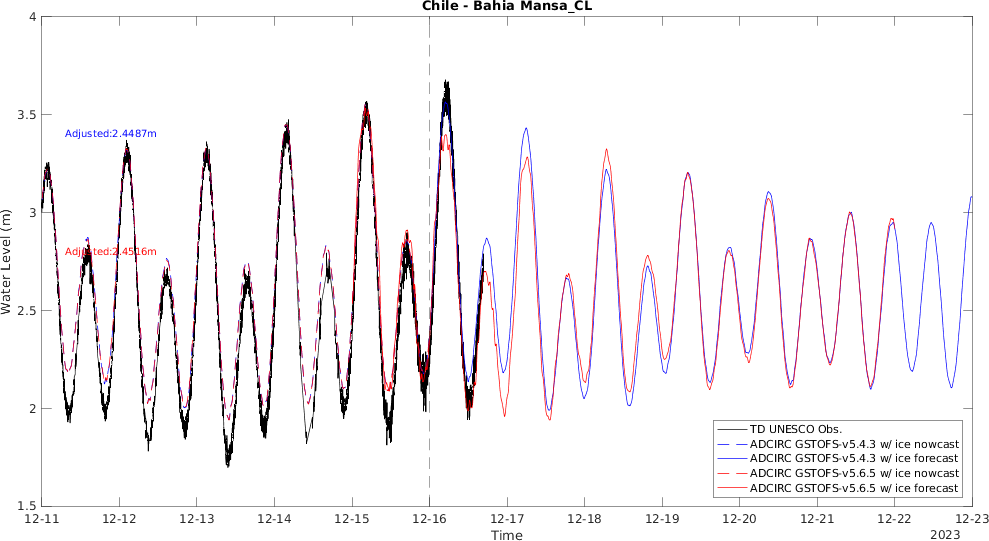 Chile - Bahia Mansa_CL
Water Level (m)
4
3.5
3
2.5
2
1.5
Adjusted:2.4487m
Adjusted:2.4516m
TD UNESCO Obs.
ADCIRC GSTOFS-v5.4.3 w/ ice nowcast
ADCIRC GSTOFS-v5.4.3 w/ ice forecast
ADCIRC GSTOFS-v5.6.5 w/ ice nowcast
ADCIRC GSTOFS-v5.6.5 w/ ice forecast
12-11 12-12 12-13 12-14 12-15 12-16 12-17 12-18 12-19 12-20 12-21 12-22 12-23
Time
2023